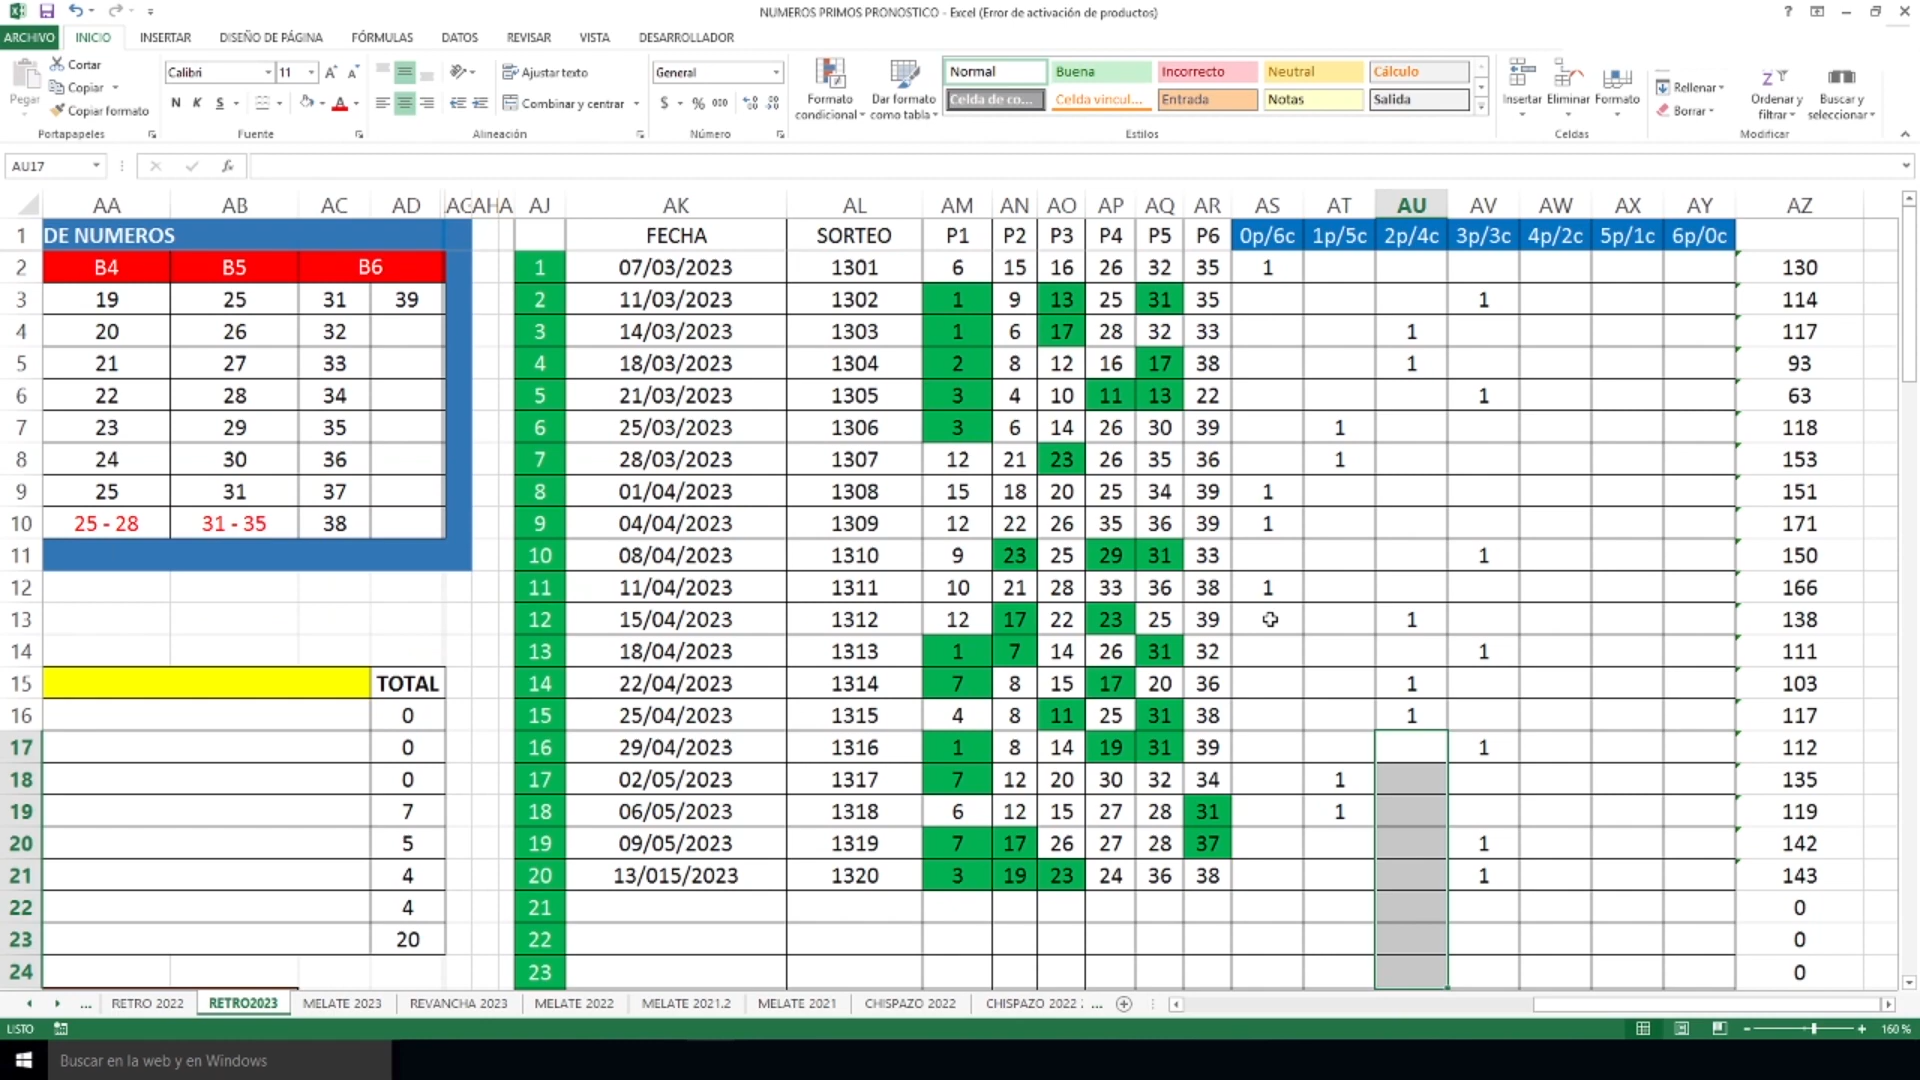 NUMEROS PRIMOS PRONOSTICO - Excel (Error de activación de productos)
ARCHIVO INICIO INSERTAR DISEÑO DE PÁGINA FÓRMULAS DATOS REVISAR VISTA DESARROLLADOR
Pegar
Cortar
Copiar
Copiar formato
Portapapeles
Calibri 11
N K S
Fuente
Ajustar texto
Combinar y centrar
Alineación
General
$ % 000
Número
Formato condicional
Dar formato como tabla
Normal Buena Incorrecto Neutral Cálculo
Celda de co... Celda vincul... Entrada Notas Salida
Estilos
Insertar Eliminar Formato
Celdas
Rellenar
Borrar
Ordenar y filtrar
Buscar y seleccionar
Modificar
AU17 fx
AA AB AC AD AG AH A AJ AK AL AM AN AO AP AQ AR AS AT AU AV AW AX AY AZ
1 DE NUMEROS FECHA SORTEO P1 P2 P3 P4 P5 P6 0p/6c 1p/5c 2p/4c 3p/3c 4p/2c 5p/1c 6p/0c
2 B4 B5 B6 1 07/03/2023 1301 6 15 16 26 32 35 1 130
3 19 25 31 39 2 11/03/2023 1302 1 9 13 25 31 35 1 114
4 20 26 32 3 14/03/2023 1303 1 6 17 28 32 33 1 117
5 21 27 33 4 18/03/2023 1304 2 8 12 16 17 38 1 93
6 22 28 34 5 21/03/2023 1305 3 4 10 11 13 22 1 63
7 23 29 35 6 25/03/2023 1306 3 6 14 26 30 39 1 118
8 24 30 36 7 28/03/2023 1307 12 21 23 26 35 36 1 153
9 25 31 37 8 01/04/2023 1308 15 18 20 25 34 39 1 151
10 25 - 28 31 - 35 38 9 04/04/2023 1309 12 22 26 35 36 39 1 171
11 10 08/04/2023 1310 9 23 25 29 31 33 1 150
12 11 11/04/2023 1311 10 21 28 33 36 38 1 166
13 12 15/04/2023 1312 12 17 22 23 25 39 1 138
14 13 18/04/2023 1313 1 7 14 26 31 32 1 111
15 TOTAL 14 22/04/2023 1314 7 8 15 17 20 36 1 103
16 0 15 25/04/2023 1315 4 8 11 25 31 38 1 117
17 0 16 29/04/2023 1316 1 8 14 19 31 39 1 112
18 0 17 02/05/2023 1317 7 12 20 30 32 34 1 135
19 7 18 06/05/2023 1318 6 12 15 27 28 31 1 119
20 5 19 09/05/2023 1319 7 17 26 27 28 37 1 142
21 4 20 13/015/2023 1320 3 19 23 24 36 38 1 143
22 4 21 0
23 20 22 0
24 23 0
... RETRO 2022 RETRO2023 MELATE 2023 REVANCHA 2023 MELATE 2022 MELATE 2021.2 MELATE 2021 CHISPAZO 2022 CHISPAZO 2022 ...
LISTO 160 %
Buscar en la web y en Windows